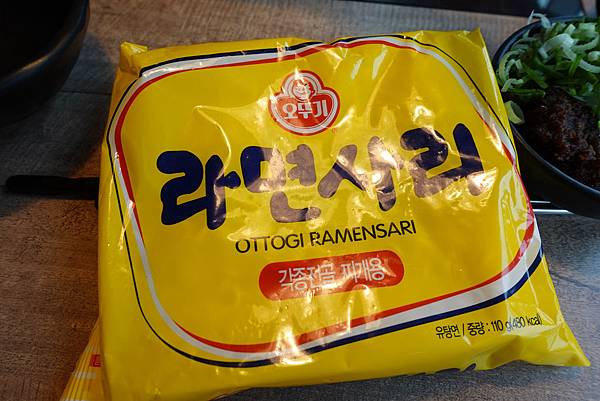 오뚜기
라면사리
OTTOGI RAMENSARI
각종전골 찌개용
유탕면 / 중량 : 110 g(480 kcal)